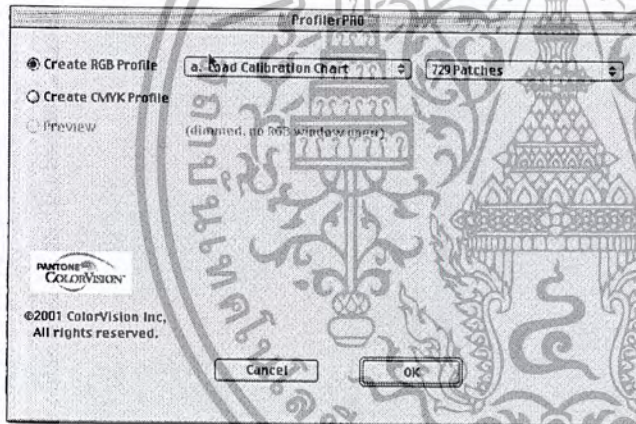 ProfilerPRO
Create RGB Profile
a. Load Calibration Chart
729 Patches
Create CMYK Profile
Preview
(dimmed, no RGB window open)
PANTONE
COLORVISION
©2001 ColorVision Inc,
All rights reserved.
Cancel
OK